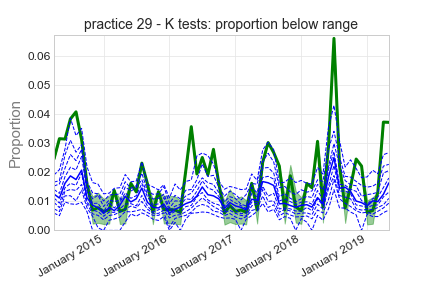 practice 29 - K tests: proportion below range
Proportion
0.06
0.05
0.04
0.03
0.02
0.01
0.00
January 2015
January 2016
January 2017
January 2018
January 2019